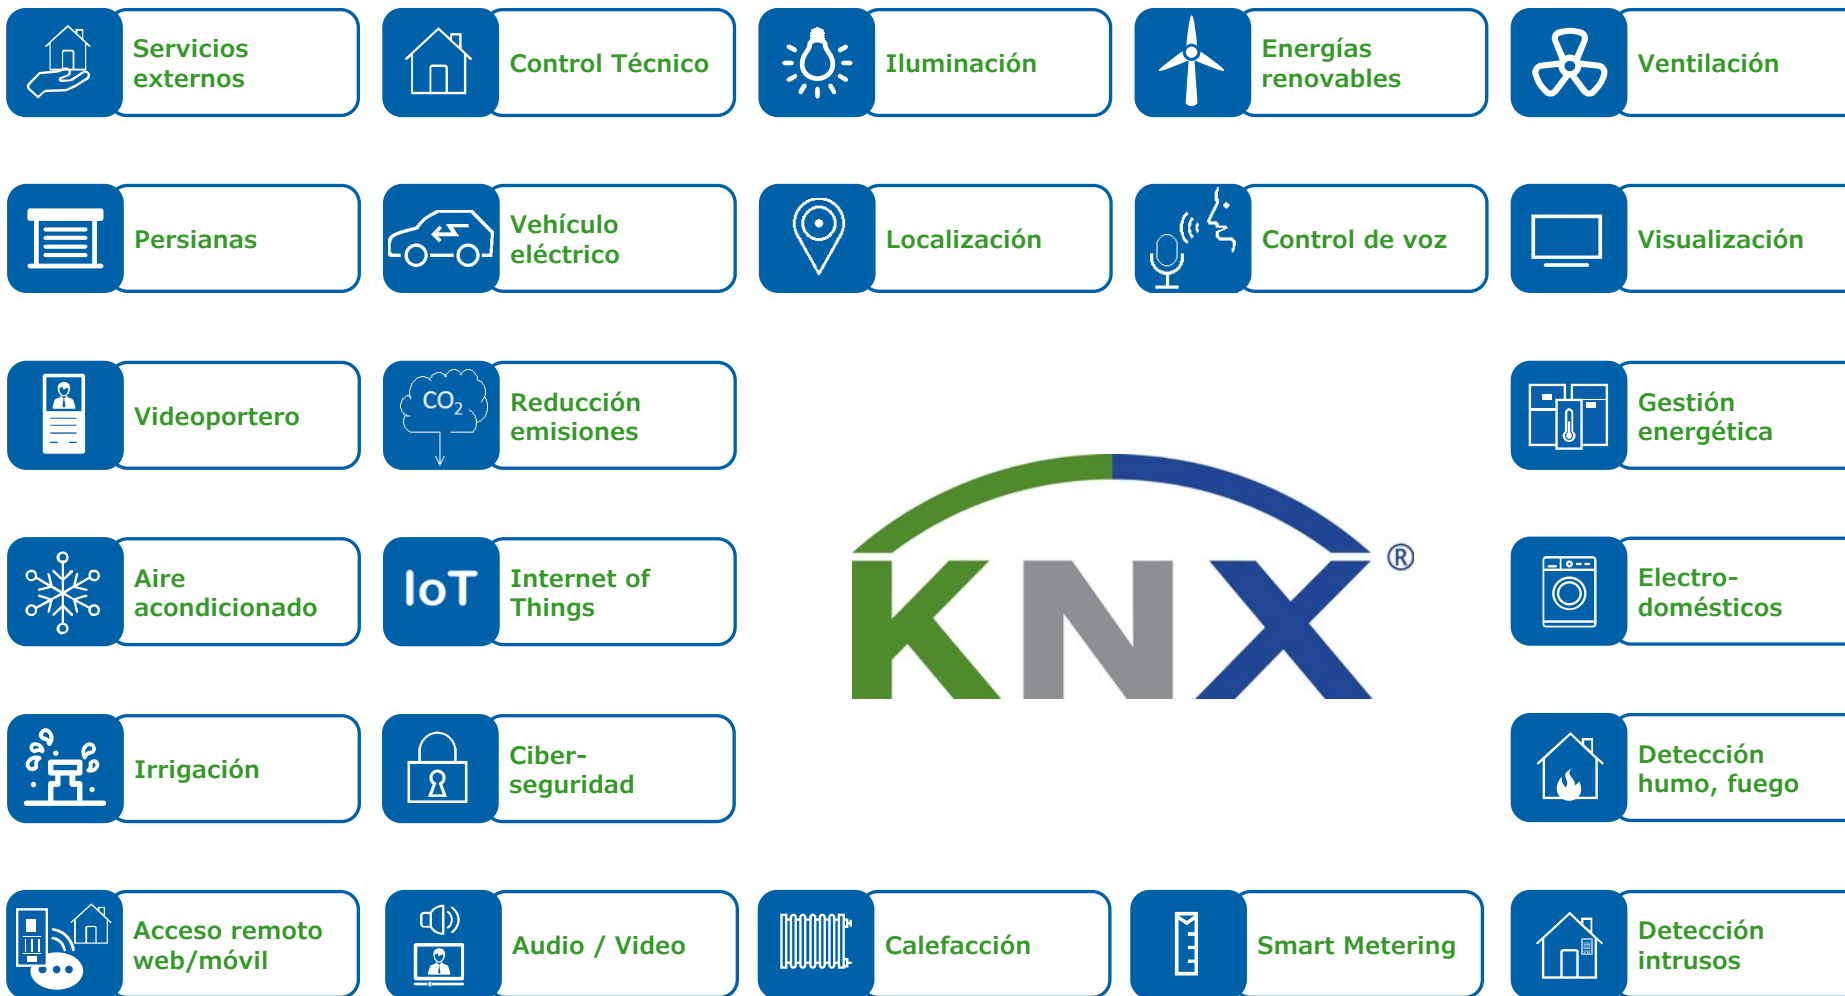 Servicios
externos
Control Técnico
Iluminación
Energías
renovables
Ventilación
Persianas
Vehículo
eléctrico
Localización
Control de voz
Visualización
Videoportero
CO2
Reducción
emisiones
Gestión
energética
KNX®
Aire
acondicionado
IoT
Internet of
Things
Electro-
domésticos
Irrigación
Ciber-
seguridad
Detección
humo, fuego
Acceso remoto
web/móvil
Audio / Video
Calefacción
Smart Metering
Detección
intrusos